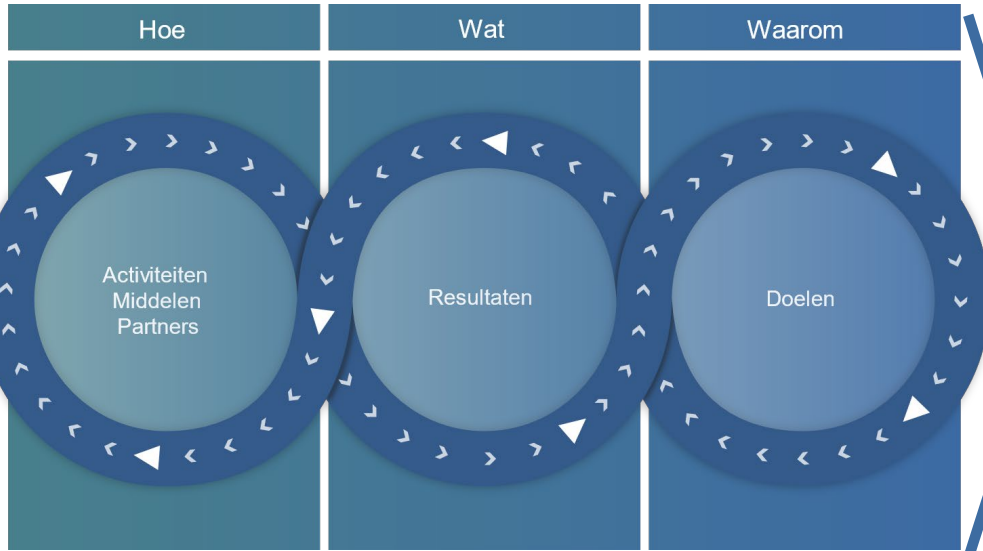 Hoe
Wat
Waarom
Activiteiten
Middelen
Partners
Resultaten
Doelen